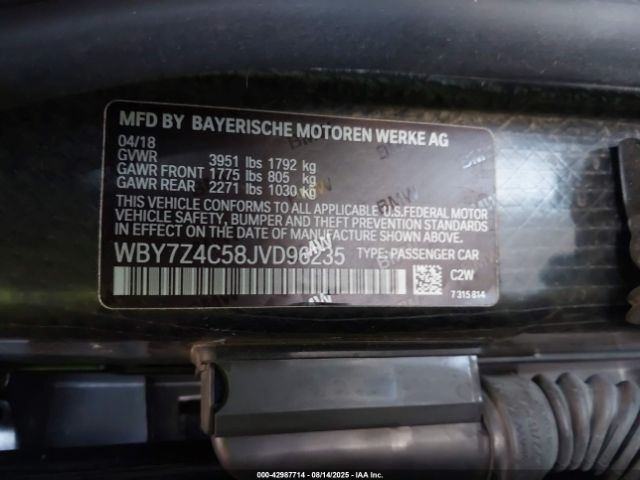 MFD BY BAYERISCHE MOTOREN WERKE AG
04/18
GVWR 3951 lbs 1792 kg
GAWR FRONT 1775 lbs 805 kg
GAWR REAR 2271 lbs 1030 kg
THIS VEHICLE CONFORMS TO ALL APPLICABLE U.S.FEDERAL MOTOR
VEHICLE SAFETY, BUMPER AND THEFT PREVENTION STANDARDS
IN EFFECT ON THE DATE OF MANUFACTURE SHOWN ABOVE.
WBY7Z4C58JVD96235 TYPE: PASSENGER CAR
C2W
7315814
000-42987714 - 08/14/2025 - IAA Inc.